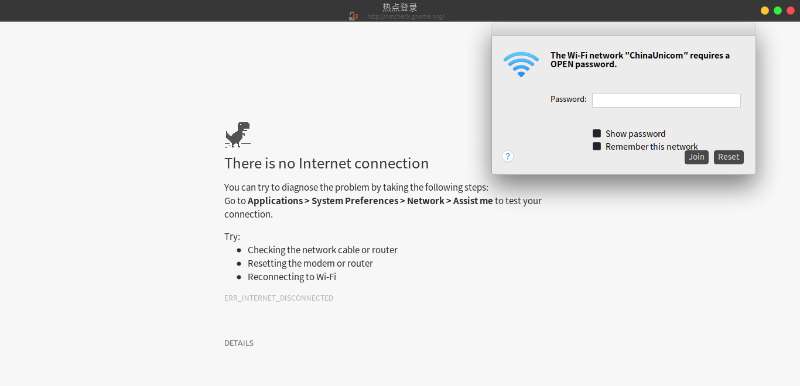 热点登录
http://nmcheck.gnome.org/
The Wi-Fi network "ChinaUnicom" requires a
OPEN password.
Password:
Show password
Remember this network
?
Join
Reset
There is no Internet connection
You can try to diagnose the problem by taking the following steps:
Go to Applications > System Preferences > Network > Assist me to test your
connection.
Try:
• Checking the network cable or router
• Resetting the modem or router
• Reconnecting to Wi-Fi
ERR_INTERNET_DISCONNECTED
DETAILS